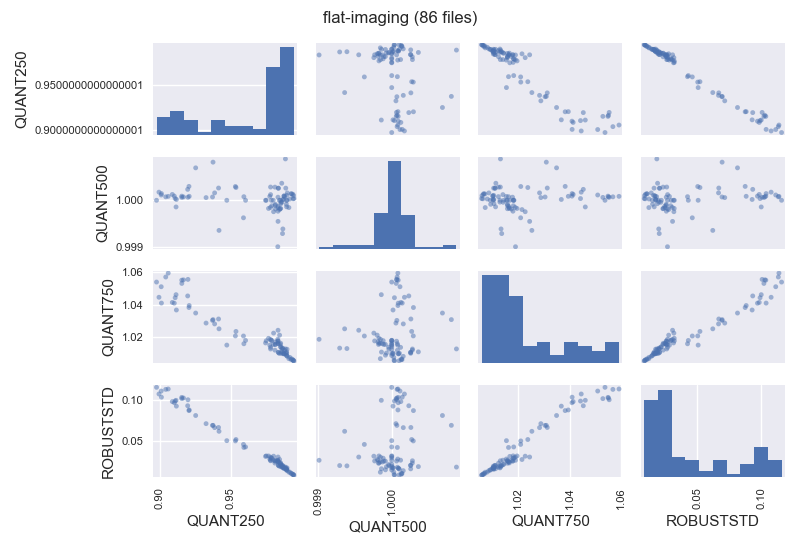 flat-imaging (86 files)
QUANT250
0.9500000000000001
0.9000000000000001
QUANT500
1.000
0.999
QUANT750
1.06
1.04
1.02
ROBUSTSTD
0.10
0.05
0.90 0.95 0.999 1.000 1.02 1.04 1.06 0.05 0.10
QUANT250 QUANT500 QUANT750 ROBUSTSTD